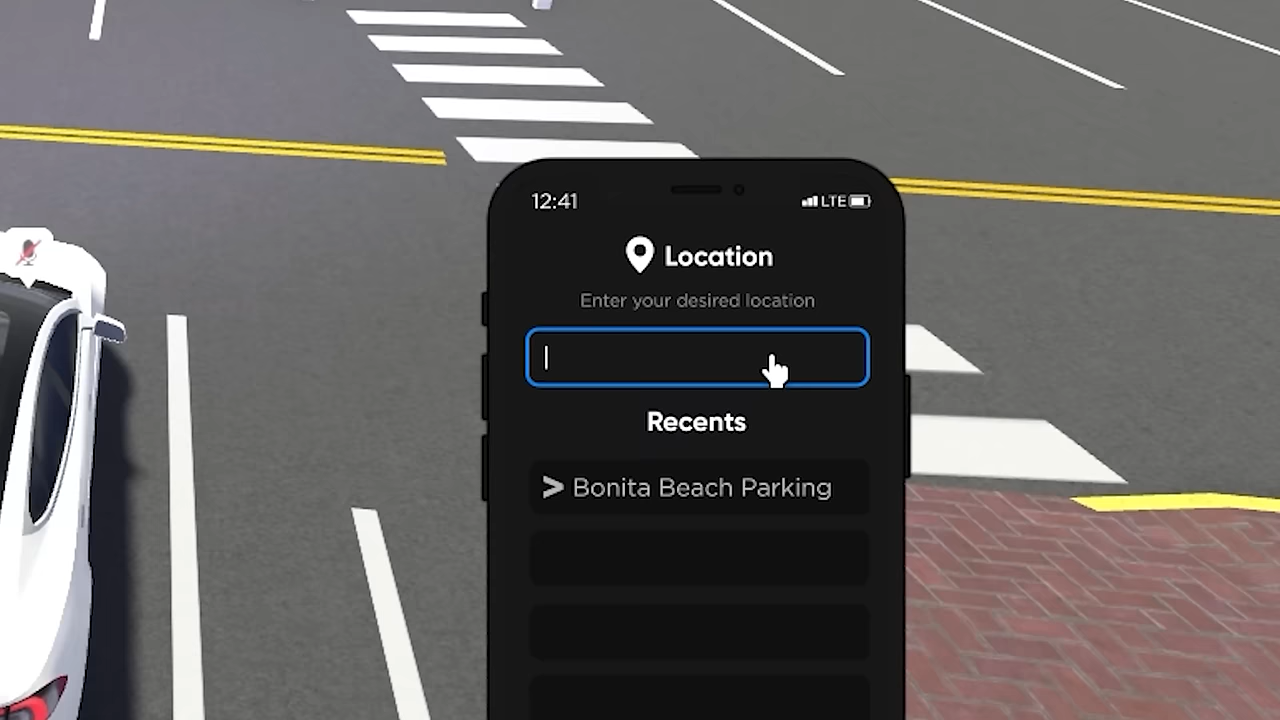 12:41
LTE
Location
Enter your desired location
Recents
> Bonita Beach Parking